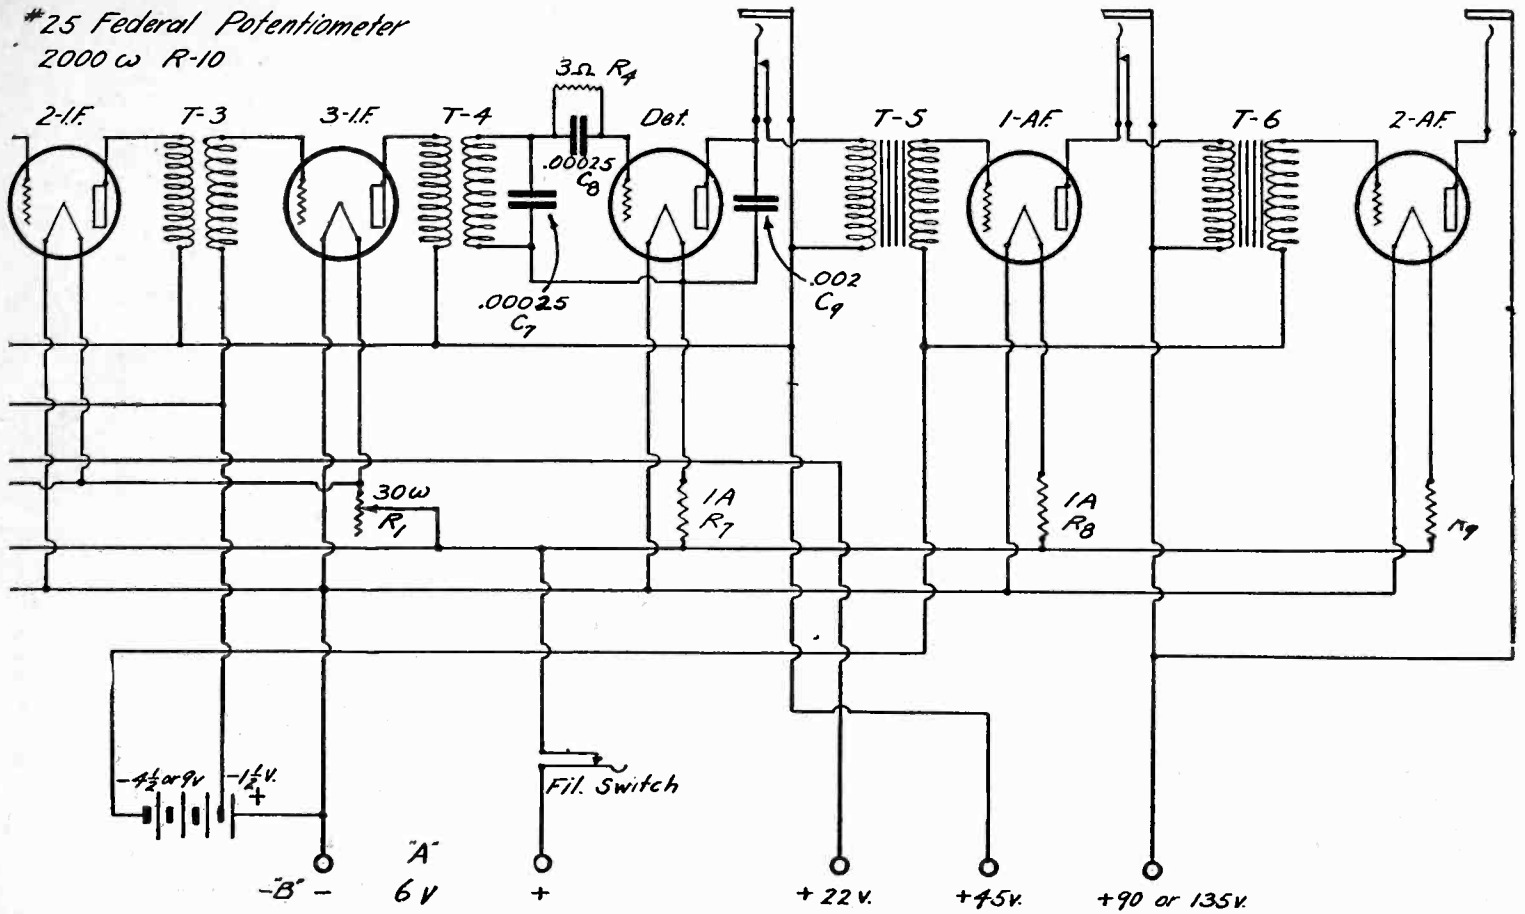 #25 Federal Potentiometer
2000 ω R-10
3Ω R4
2-I.F.
T-3
3-I.F.
T-4
Det.
T-5
1-A.F.
T-6
2-A.F.
.00025
C8
.00025
C7
.002
C9
30 ω
R1
1A
R7
1A
R8
R9
-4½ or 9v
-1½ v.
+
Fil. Switch
-"B" -
"A"
6 v
+
+ 22 v.
+45v.
+90 or 135v.